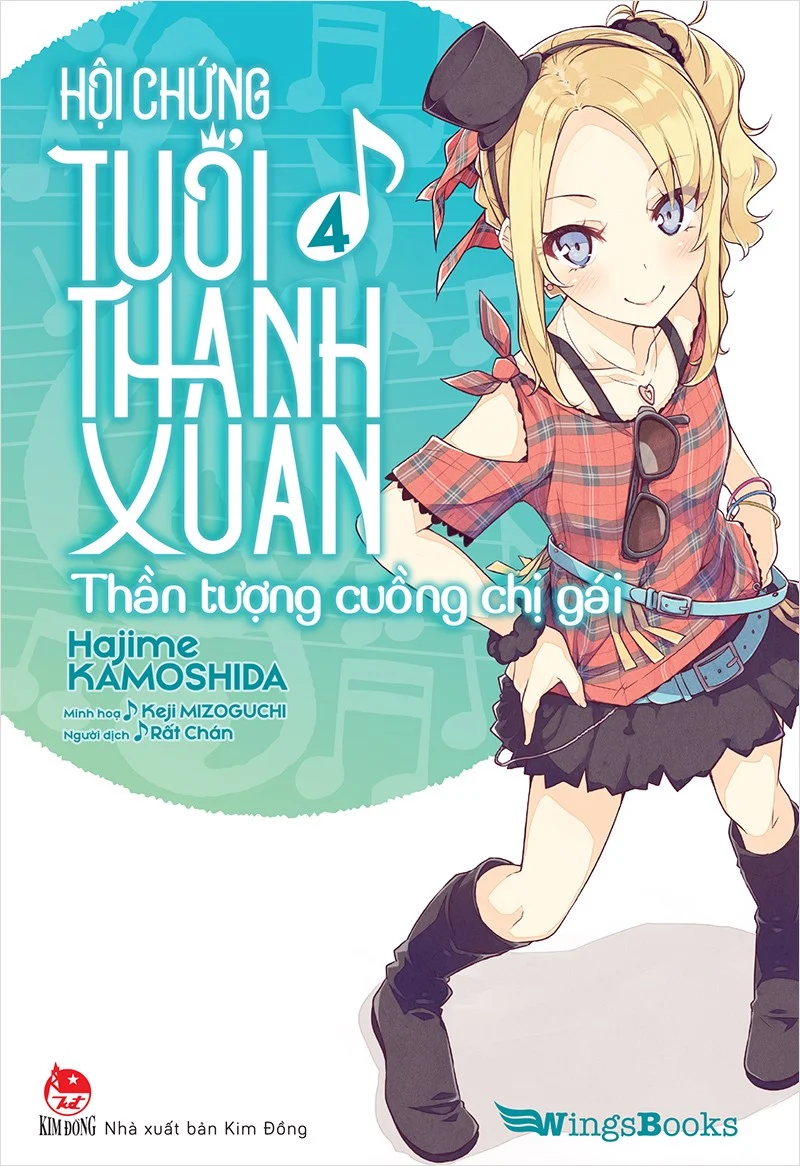 HỘI CHỨNG
TUỔI 4
THANH
XUÂN
Thần tượng cuồng chị gái
Hajime
KAMOSHIDA
Minh hoạ Keji MIZOGUCHI
Người dịch Rất Chán
KIM ĐỒNG Nhà xuất bản Kim Đồng
WingsBooks